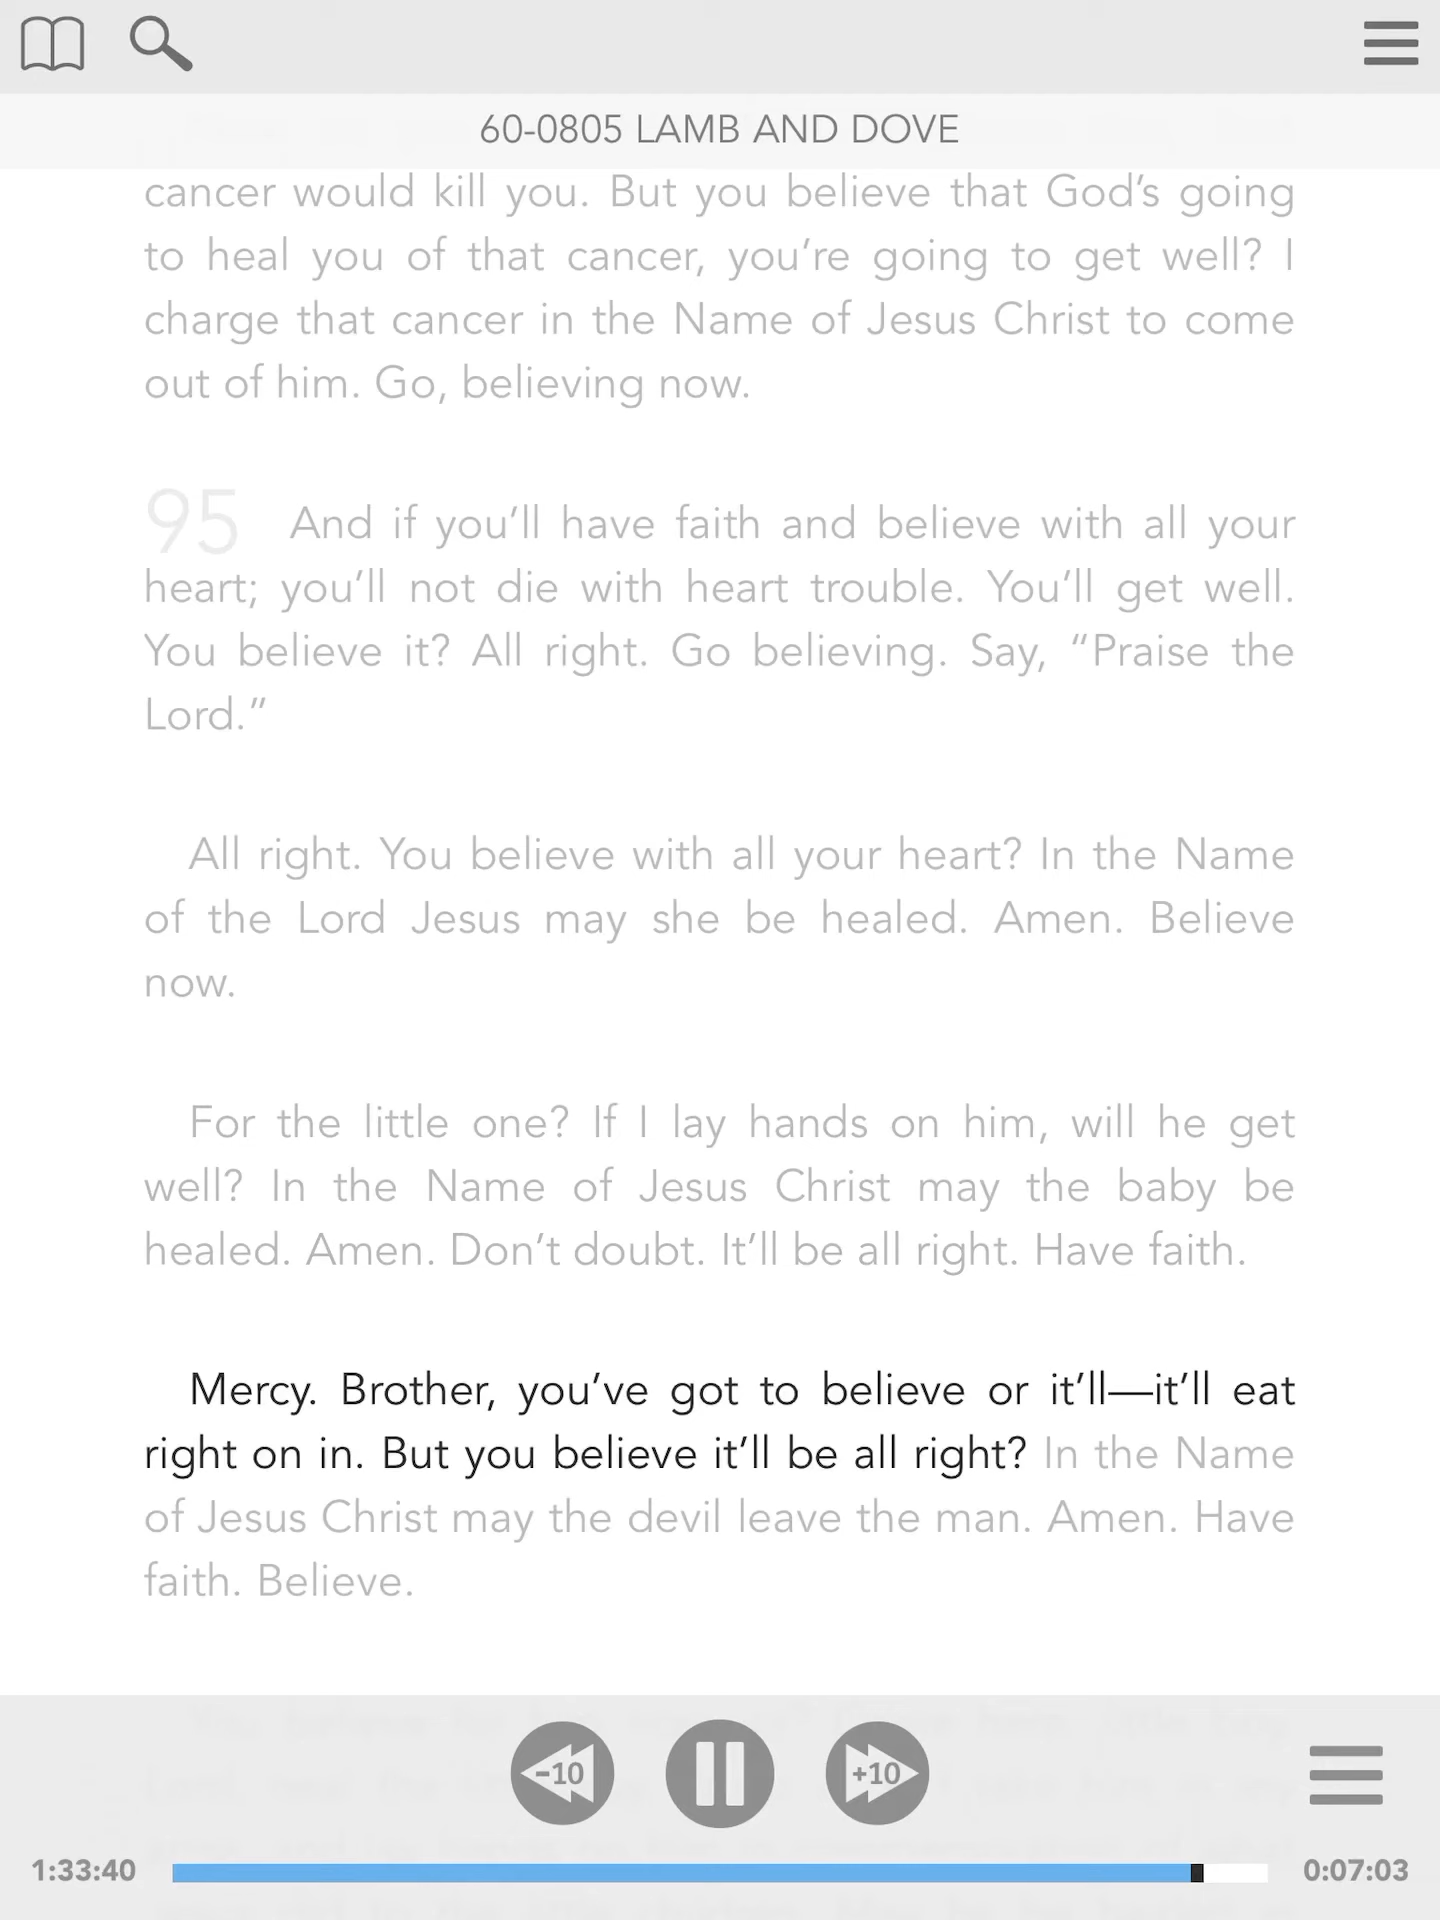 60-0805 LAMB AND DOVE
cancer would kill you. But you believe that God’s going
to heal you of that cancer, you’re going to get well? I
charge that cancer in the Name of Jesus Christ to come
out of him. Go, believing now.
95 And if you’ll have faith and believe with all your
heart; you’ll not die with heart trouble. You’ll get well.
You believe it? All right. Go believing. Say, “Praise the
Lord.”
All right. You believe with all your heart? In the Name
of the Lord Jesus may she be healed. Amen. Believe
now.
For the little one? If I lay hands on him, will he get
well? In the Name of Jesus Christ may the baby be
healed. Amen. Don’t doubt. It’ll be all right. Have faith.
Mercy. Brother, you’ve got to believe or it’ll—it’ll eat
right on in. But you believe it’ll be all right? In the Name
of Jesus Christ may the devil leave the man. Amen. Have
faith. Believe.
-10 +10
1:33:40 0:07:03